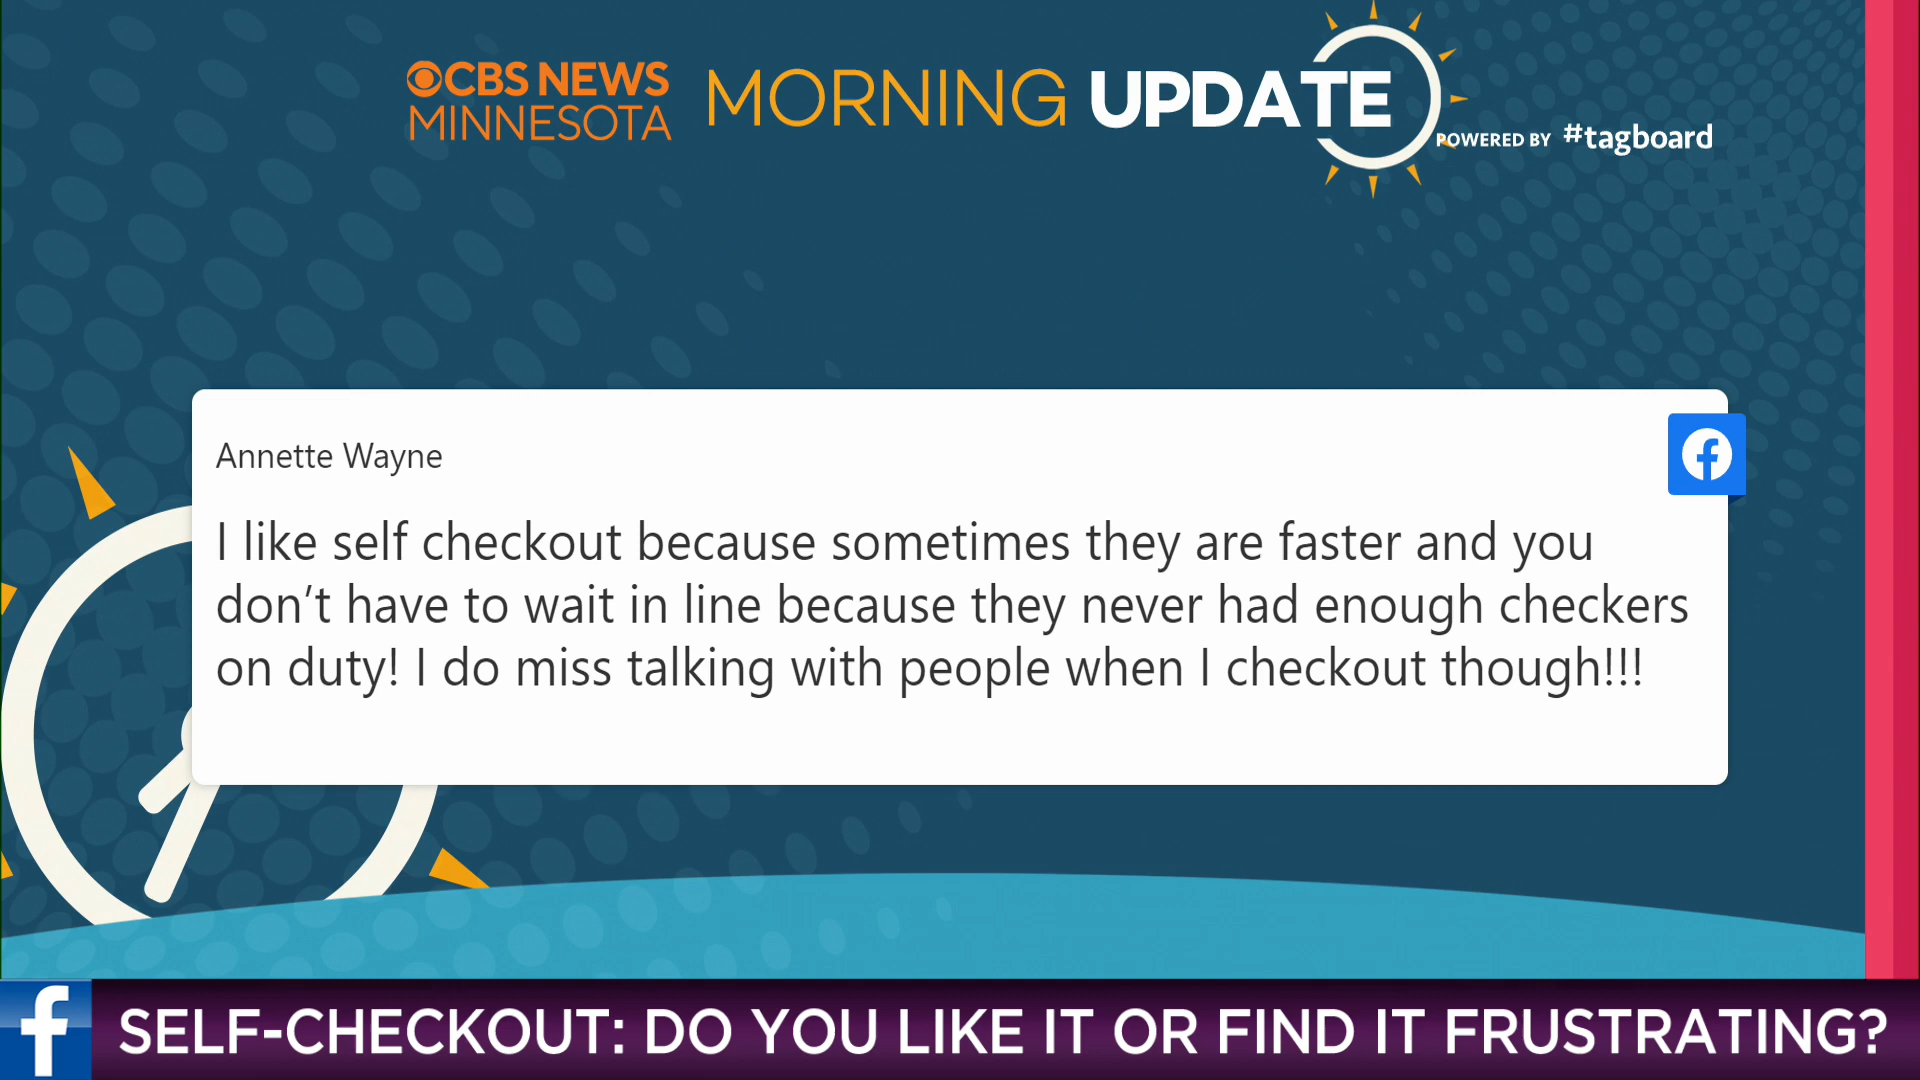 CBS NEWS
MINNESOTA
MORNING UPDATE
POWERED BY #tagboard
Annette Wayne
I like self checkout because sometimes they are faster and you
don’t have to wait in line because they never had enough checkers
on duty! I do miss talking with people when I checkout though!!!
SELF-CHECKOUT: DO YOU LIKE IT OR FIND IT FRUSTRATING?